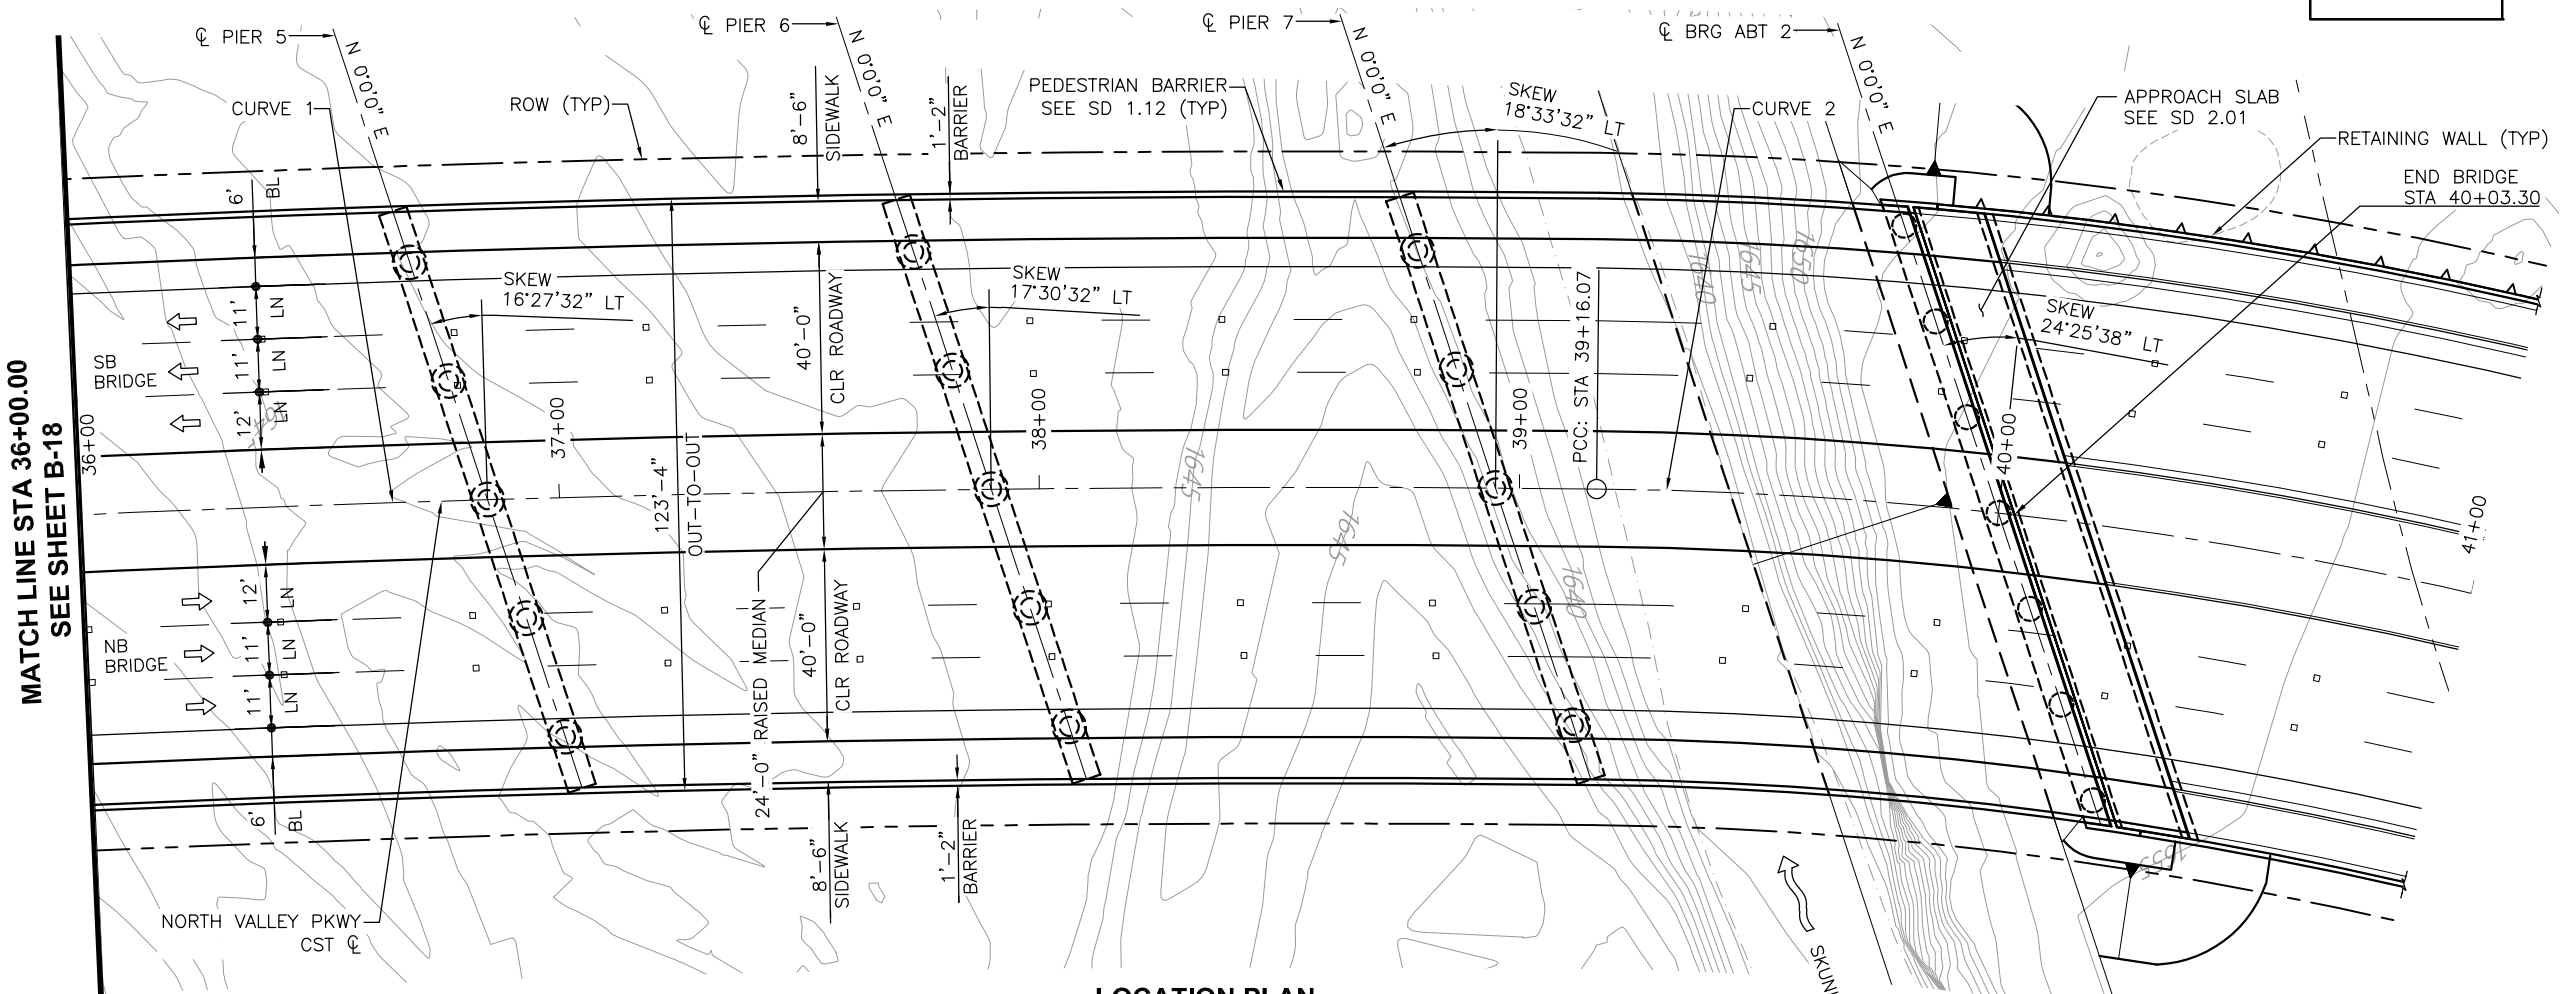 ℄ PIER 5
℄ PIER 6
℄ PIER 7
℄ BRG ABT 2
N 0°0'0" E
N 0°0'0" E
N 0°0'0" E
N 0°0'0" E
CURVE 1
ROW (TYP)
8'-6"
SIDEWALK
1'-2"
BARRIER
PEDESTRIAN BARRIER
SEE SD 1.12 (TYP)
SKEW
18°33'32" LT
CURVE 2
APPROACH SLAB
SEE SD 2.01
RETAINING WALL (TYP)
END BRIDGE
STA 40+03.30
6'
BL
11'
LN
11'
LN
12'
LN
SB
BRIDGE
MATCH LINE STA 36+00.00
SEE SHEET B-18
36+00
SKEW
16°27'32" LT
SKEW
17°30'32" LT
40'-0"
CLR ROADWAY
37+00
38+00
39+00
PCC: STA 39+16.07
1640
1645
1650
SKEW
24°25'38" LT
40+00
41+00
123'-4"
OUT-TO-OUT
1645
1645
1640
12'
LN
11'
LN
11'
LN
NB
BRIDGE
6'
BL
24'-0" RAISED MEDIAN
40'-0"
CLR ROADWAY
8'-6"
SIDEWALK
1'-2"
BARRIER
NORTH VALLEY PKWY
CST ℄
1655
SKUN
LOCATION PLAN